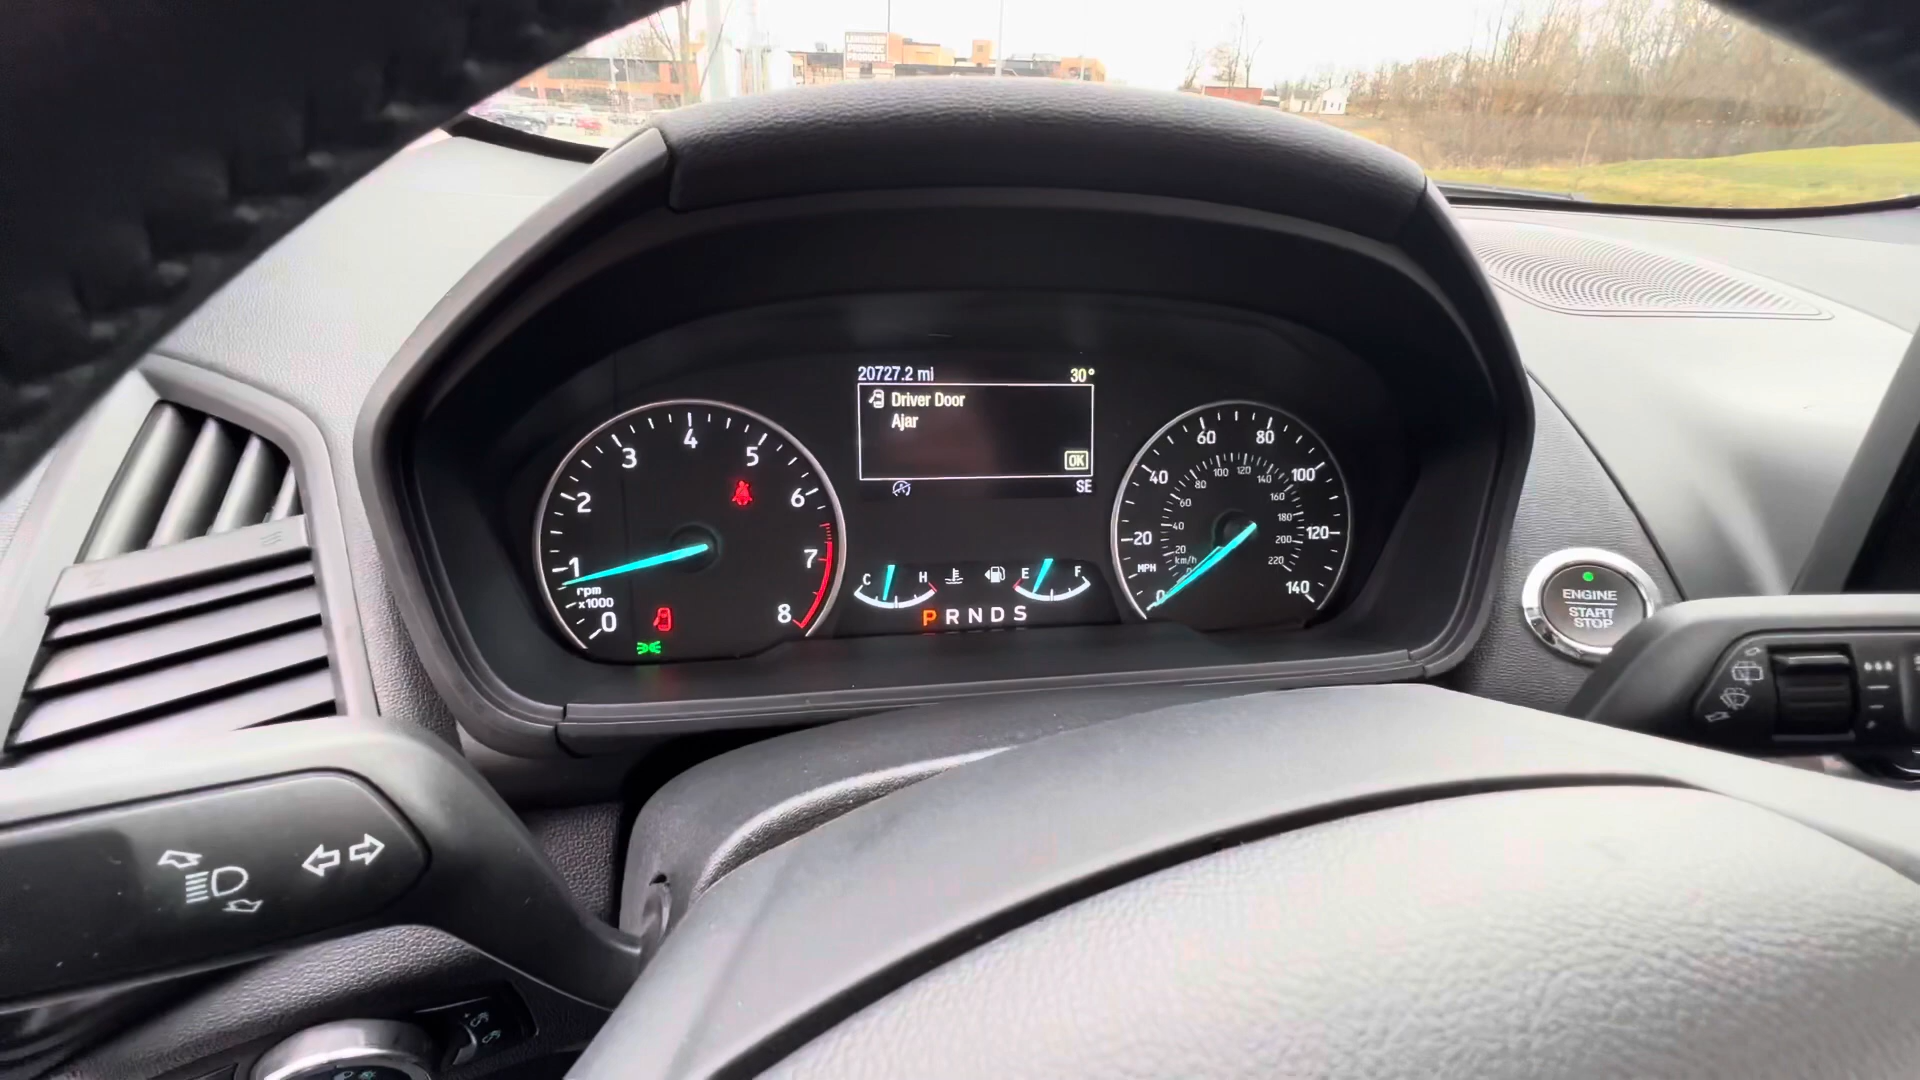 20727.2 mi 30°
Driver Door
Ajar
OK
SE
0 1 2 3 4 5 6 7 8
rpm
x1000
C H E F
P R N D S
0 20 40 60 80 100 120 140
MPH
20 40 60 80 100 120 140 160 180 200 220
km/h
ENGINE
START
STOP